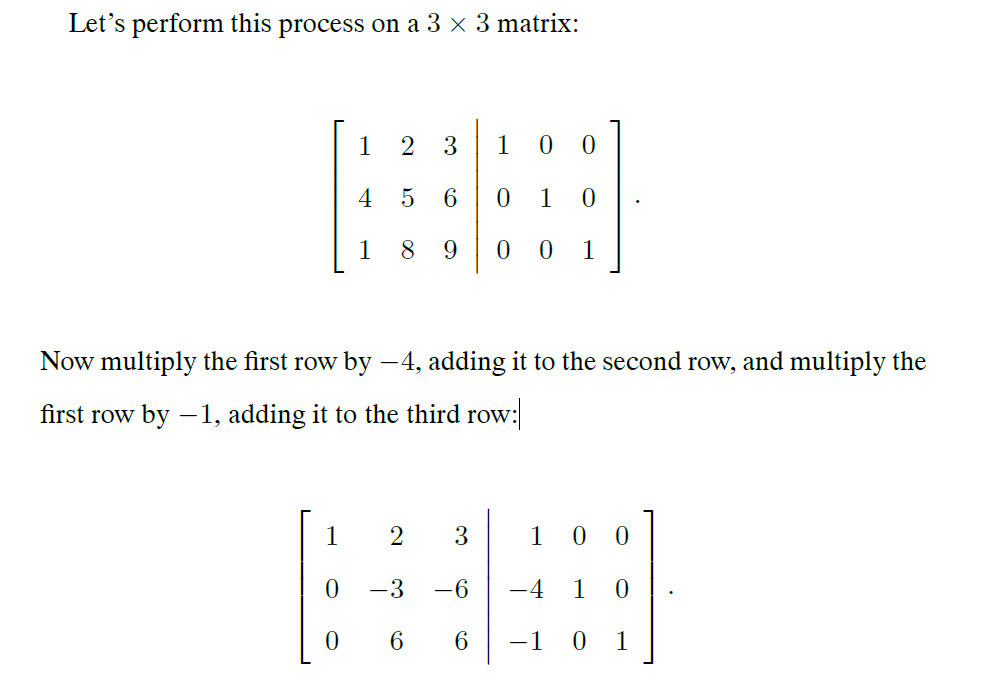 Let’s perform this process on a 3 × 3 matrix:
[ 1 2 3 | 1 0 0 ]
[ 4 5 6 | 0 1 0 ] .
[ 1 8 9 | 0 0 1 ]
Now multiply the first row by −4, adding it to the second row, and multiply the
first row by −1, adding it to the third row:
[ 1 2 3 | 1 0 0 ]
[ 0 −3 −6 | −4 1 0 ] .
[ 0 6 6 | −1 0 1 ]